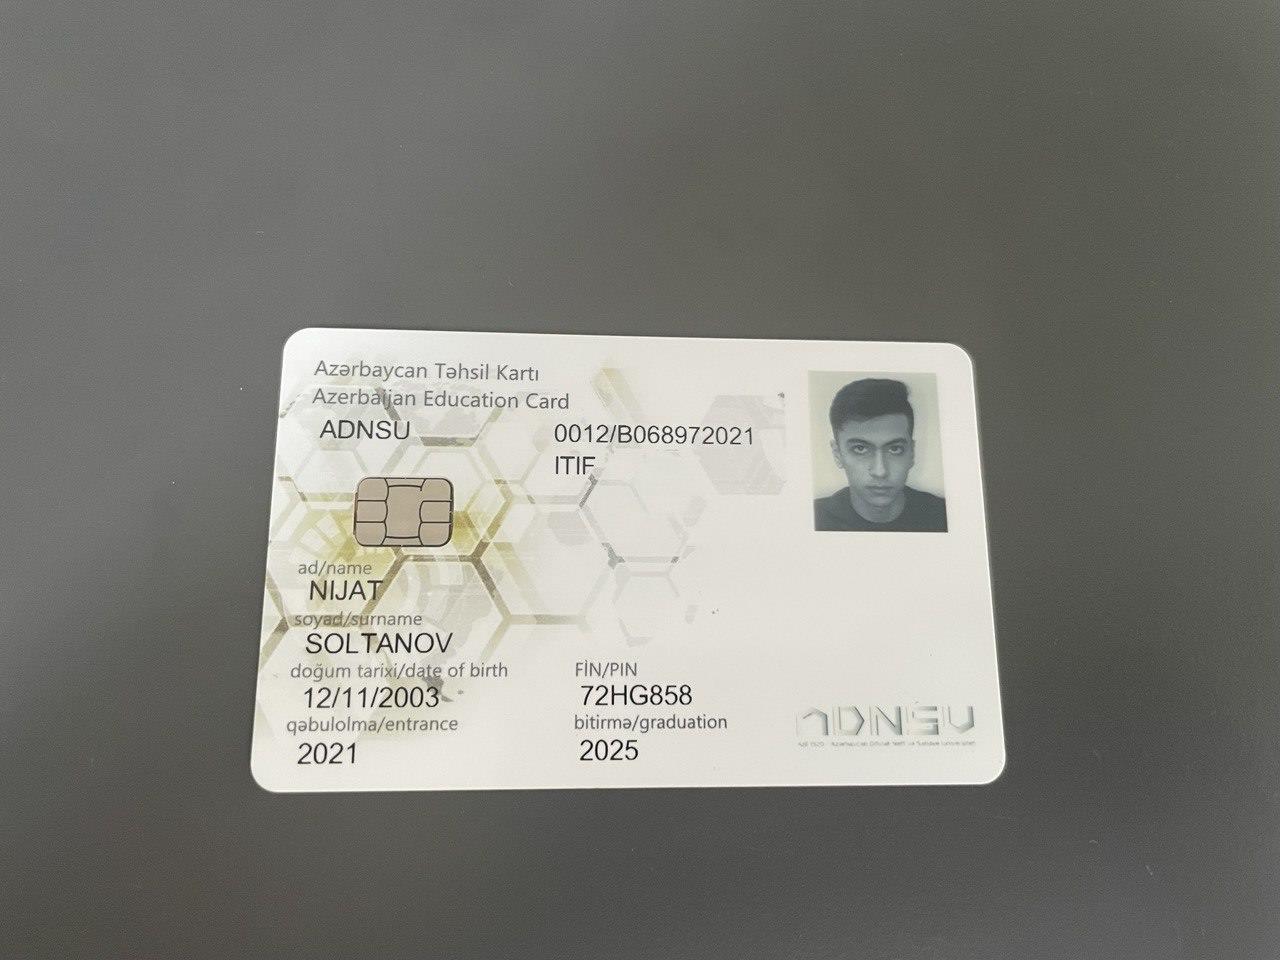 Azərbaycan Təhsil Kartı
Azerbaijan Education Card
ADNSU
0012/B068972021
ITIF
ad/name
NIJAT
soyad/surname
SOLTANOV
doğum tarixi/date of birth
12/11/2003
FİN/PIN
72HG858
qəbulolma/entrance
2021
bitirmə/graduation
2025
ADNSU